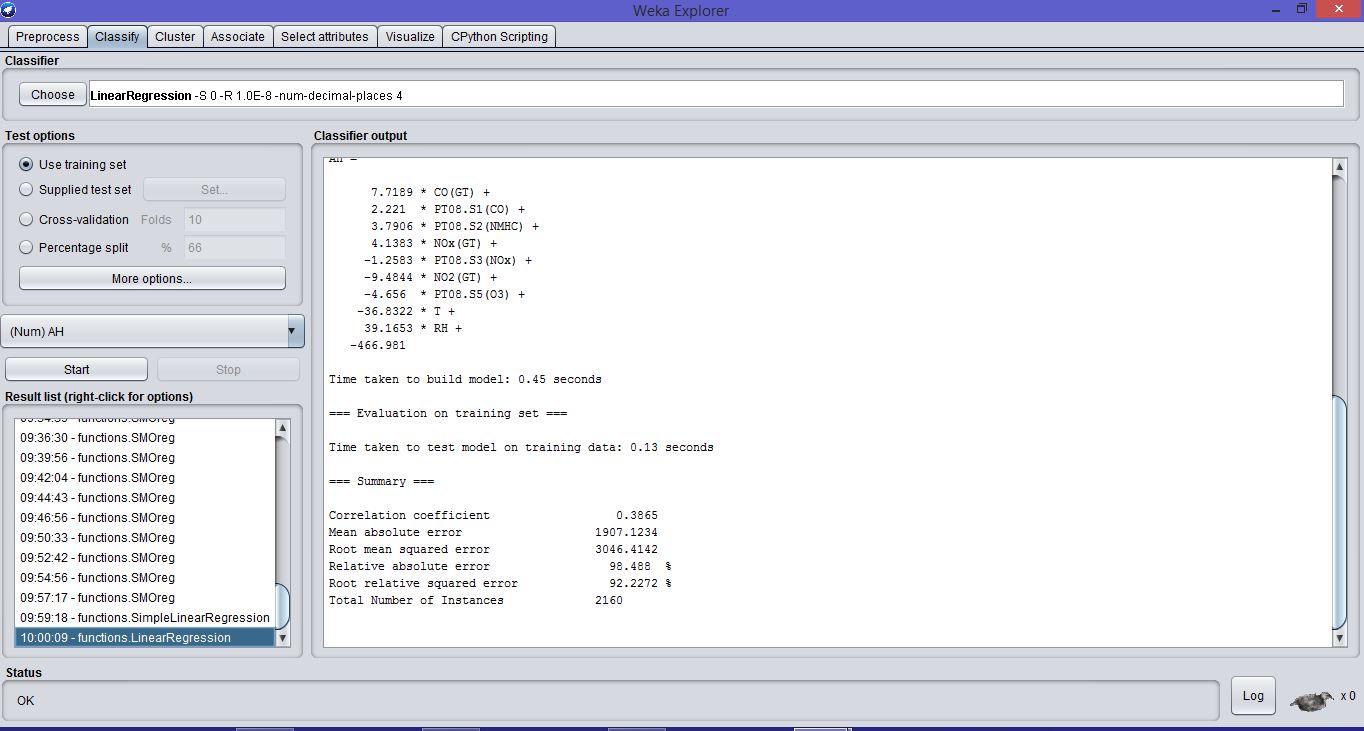 Weka Explorer
Preprocess Classify Cluster Associate Select attributes Visualize CPython Scripting
Classifier
Choose LinearRegression -S 0 -R 1.0E-8 -num-decimal-places 4
Test options
Use training set
Supplied test set Set...
Cross-validation Folds 10
Percentage split % 66
More options...
(Num) AH
Start Stop
Result list (right-click for options)
09:34:39 - functions.SMOreg
09:36:30 - functions.SMOreg
09:39:56 - functions.SMOreg
09:42:04 - functions.SMOreg
09:44:43 - functions.SMOreg
09:46:56 - functions.SMOreg
09:50:33 - functions.SMOreg
09:52:42 - functions.SMOreg
09:54:56 - functions.SMOreg
09:57:17 - functions.SMOreg
09:59:18 - functions.SimpleLinearRegression
10:00:09 - functions.LinearRegression
Classifier output
AH =
7.7189 * CO(GT) +
2.221 * PT08.S1(CO) +
3.7906 * PT08.S2(NMHC) +
4.1383 * NOx(GT) +
-1.2583 * PT08.S3(NOx) +
-9.4844 * NO2(GT) +
-4.656 * PT08.S5(O3) +
-36.8322 * T +
39.1653 * RH +
-466.981
Time taken to build model: 0.45 seconds
=== Evaluation on training set ===
Time taken to test model on training data: 0.13 seconds
=== Summary ===
Correlation coefficient 0.3865
Mean absolute error 1907.1234
Root mean squared error 3046.4142
Relative absolute error 98.488 %
Root relative squared error 92.2272 %
Total Number of Instances 2160
Status
OK
Log
x 0